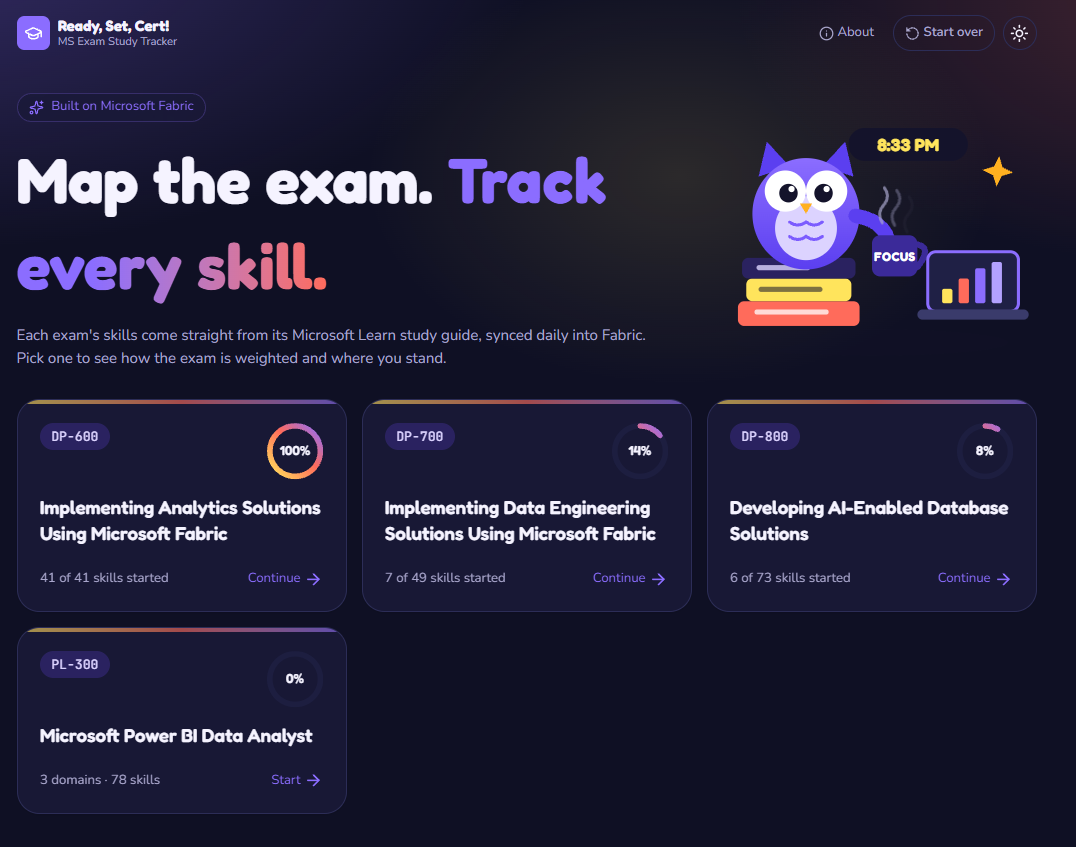 Ready, Set, Cert!
MS Exam Study Tracker
About
Start over
Built on Microsoft Fabric
Map the exam. Track
every skill.
8:33 PM
FOCUS
Each exam's skills come straight from its Microsoft Learn study guide, synced daily into Fabric.
Pick one to see how the exam is weighted and where you stand.
DP-600
100%
Implementing Analytics Solutions
Using Microsoft Fabric
41 of 41 skills started
Continue
DP-700
14%
Implementing Data Engineering
Solutions Using Microsoft Fabric
7 of 49 skills started
Continue
DP-800
8%
Developing AI-Enabled Database
Solutions
6 of 73 skills started
Continue
PL-300
0%
Microsoft Power BI Data Analyst
3 domains · 78 skills
Start